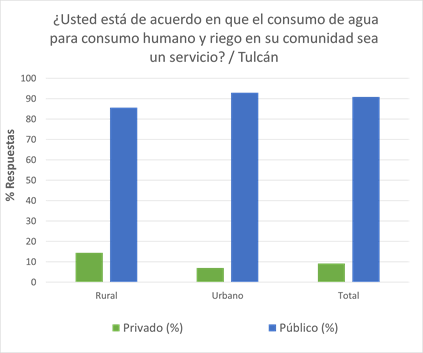 ¿Usted está de acuerdo en que el consumo de agua
para consumo humano y riego en su comunidad sea
un servicio? / Tulcán
% Respuestas
100
90
80
70
60
50
40
30
20
10
0
Rural
Urbano
Total
Privado (%)
Público (%)